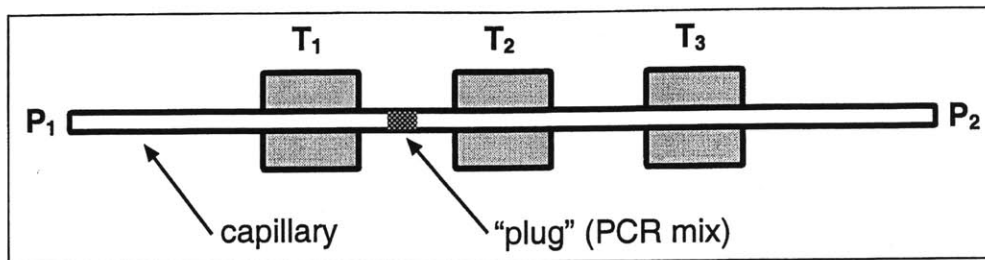 T₁ T₂ T₃
P₁ P₂
capillary "plug" (PCR mix)